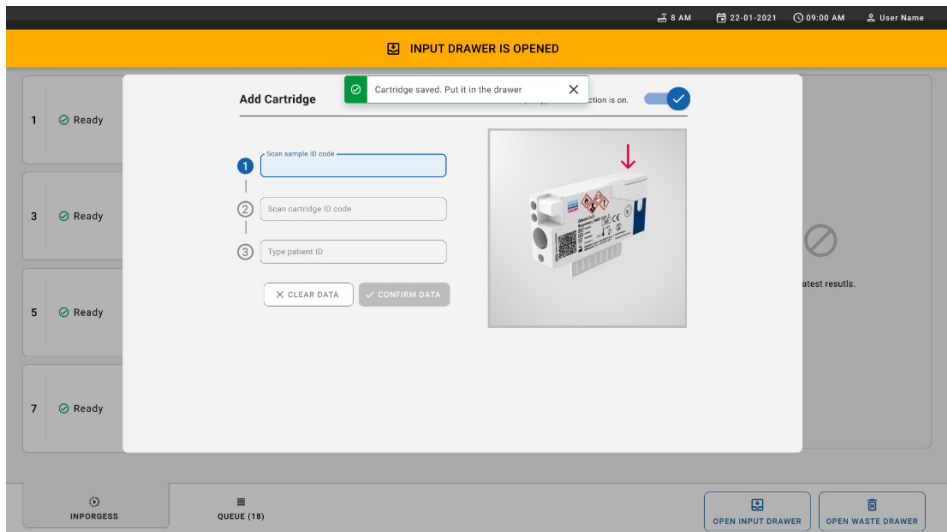 8 AM
22-01-2021
09:00 AM
User Name
INPUT DRAWER IS OPENED
Cartridge saved. Put it in the drawer
Add Cartridge
ction is on.
1
Ready
3
Ready
5
Ready
7
Ready
1
Scan sample ID code
2
Scan cartridge ID code
3
Type patient ID
CLEAR DATA
CONFIRM DATA
CE
atest resutls.
INPORGESS
QUEUE (18)
OPEN INPUT DRAWER
OPEN WASTE DRAWER